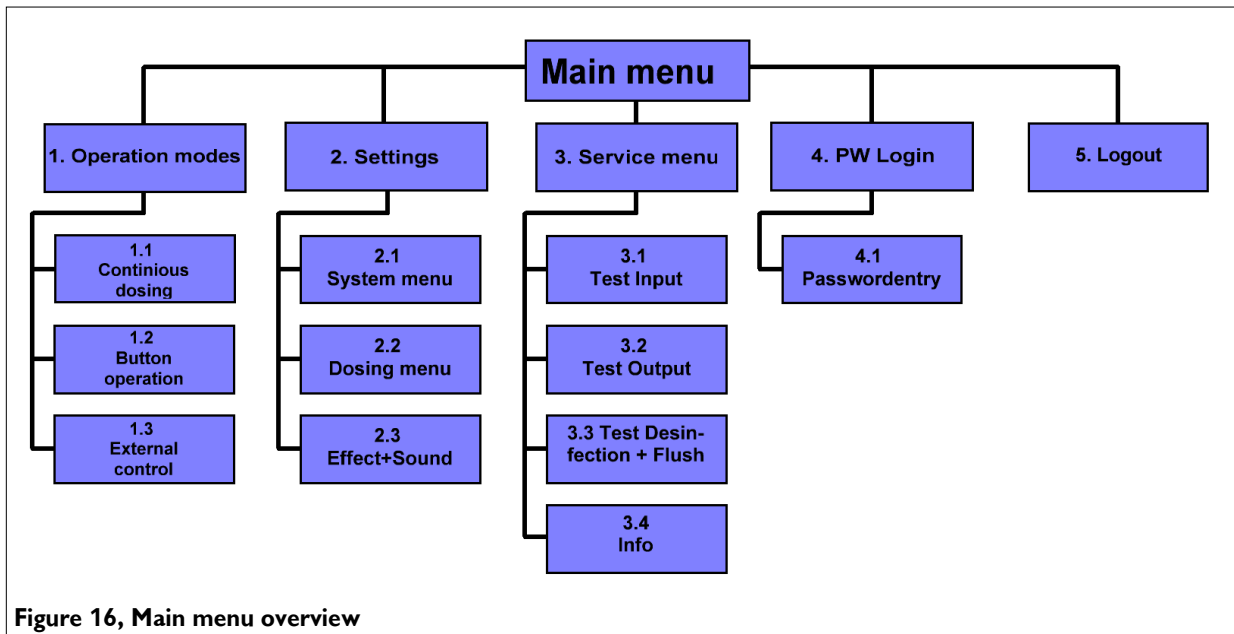 Main menu
1. Operation modes
2. Settings
3. Service menu
4. PW Login
5. Logout
1.1
Continious
dosing
1.2
Button
operation
1.3
External
control
2.1
System menu
2.2
Dosing menu
2.3
Effect+Sound
3.1
Test Input
3.2
Test Output
3.3 Test Desin-
fection + Flush
3.4
Info
4.1
Passwordentry
Figure 16, Main menu overview